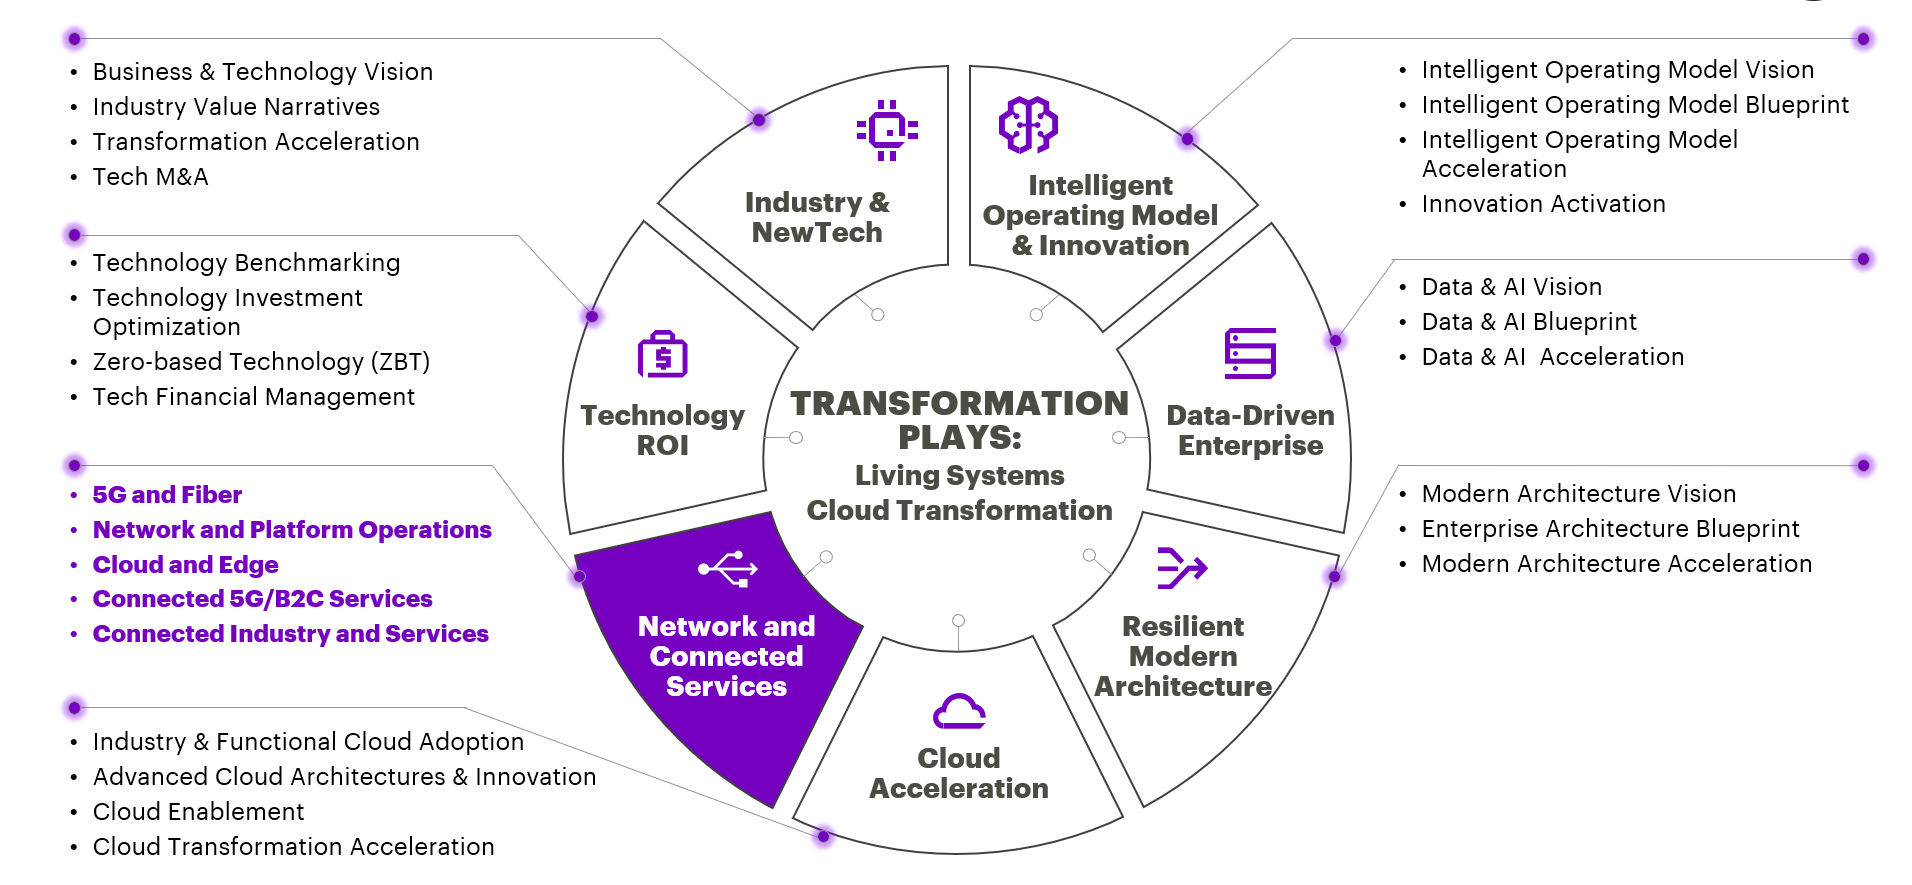 • Business & Technology Vision
• Industry Value Narratives
• Transformation Acceleration
• Tech M&A
• Technology Benchmarking
• Technology Investment
Optimization
• Zero-based Technology (ZBT)
• Tech Financial Management
• 5G and Fiber
• Network and Platform Operations
• Cloud and Edge
• Connected 5G/B2C Services
• Connected Industry and Services
• Industry & Functional Cloud Adoption
• Advanced Cloud Architectures & Innovation
• Cloud Enablement
• Cloud Transformation Acceleration
Industry &
NewTech
Intelligent
Operating Model
& Innovation
Technology
ROI
TRANSFORMATION
PLAYS:
Living Systems
Cloud Transformation
Data-Driven
Enterprise
Network and
Connected
Services
Cloud
Acceleration
Resilient
Modern
Architecture
• Intelligent Operating Model Vision
• Intelligent Operating Model Blueprint
• Intelligent Operating Model
Acceleration
• Innovation Activation
• Data & AI Vision
• Data & AI Blueprint
• Data & AI  Acceleration
• Modern Architecture Vision
• Enterprise Architecture Blueprint
• Modern Architecture Acceleration